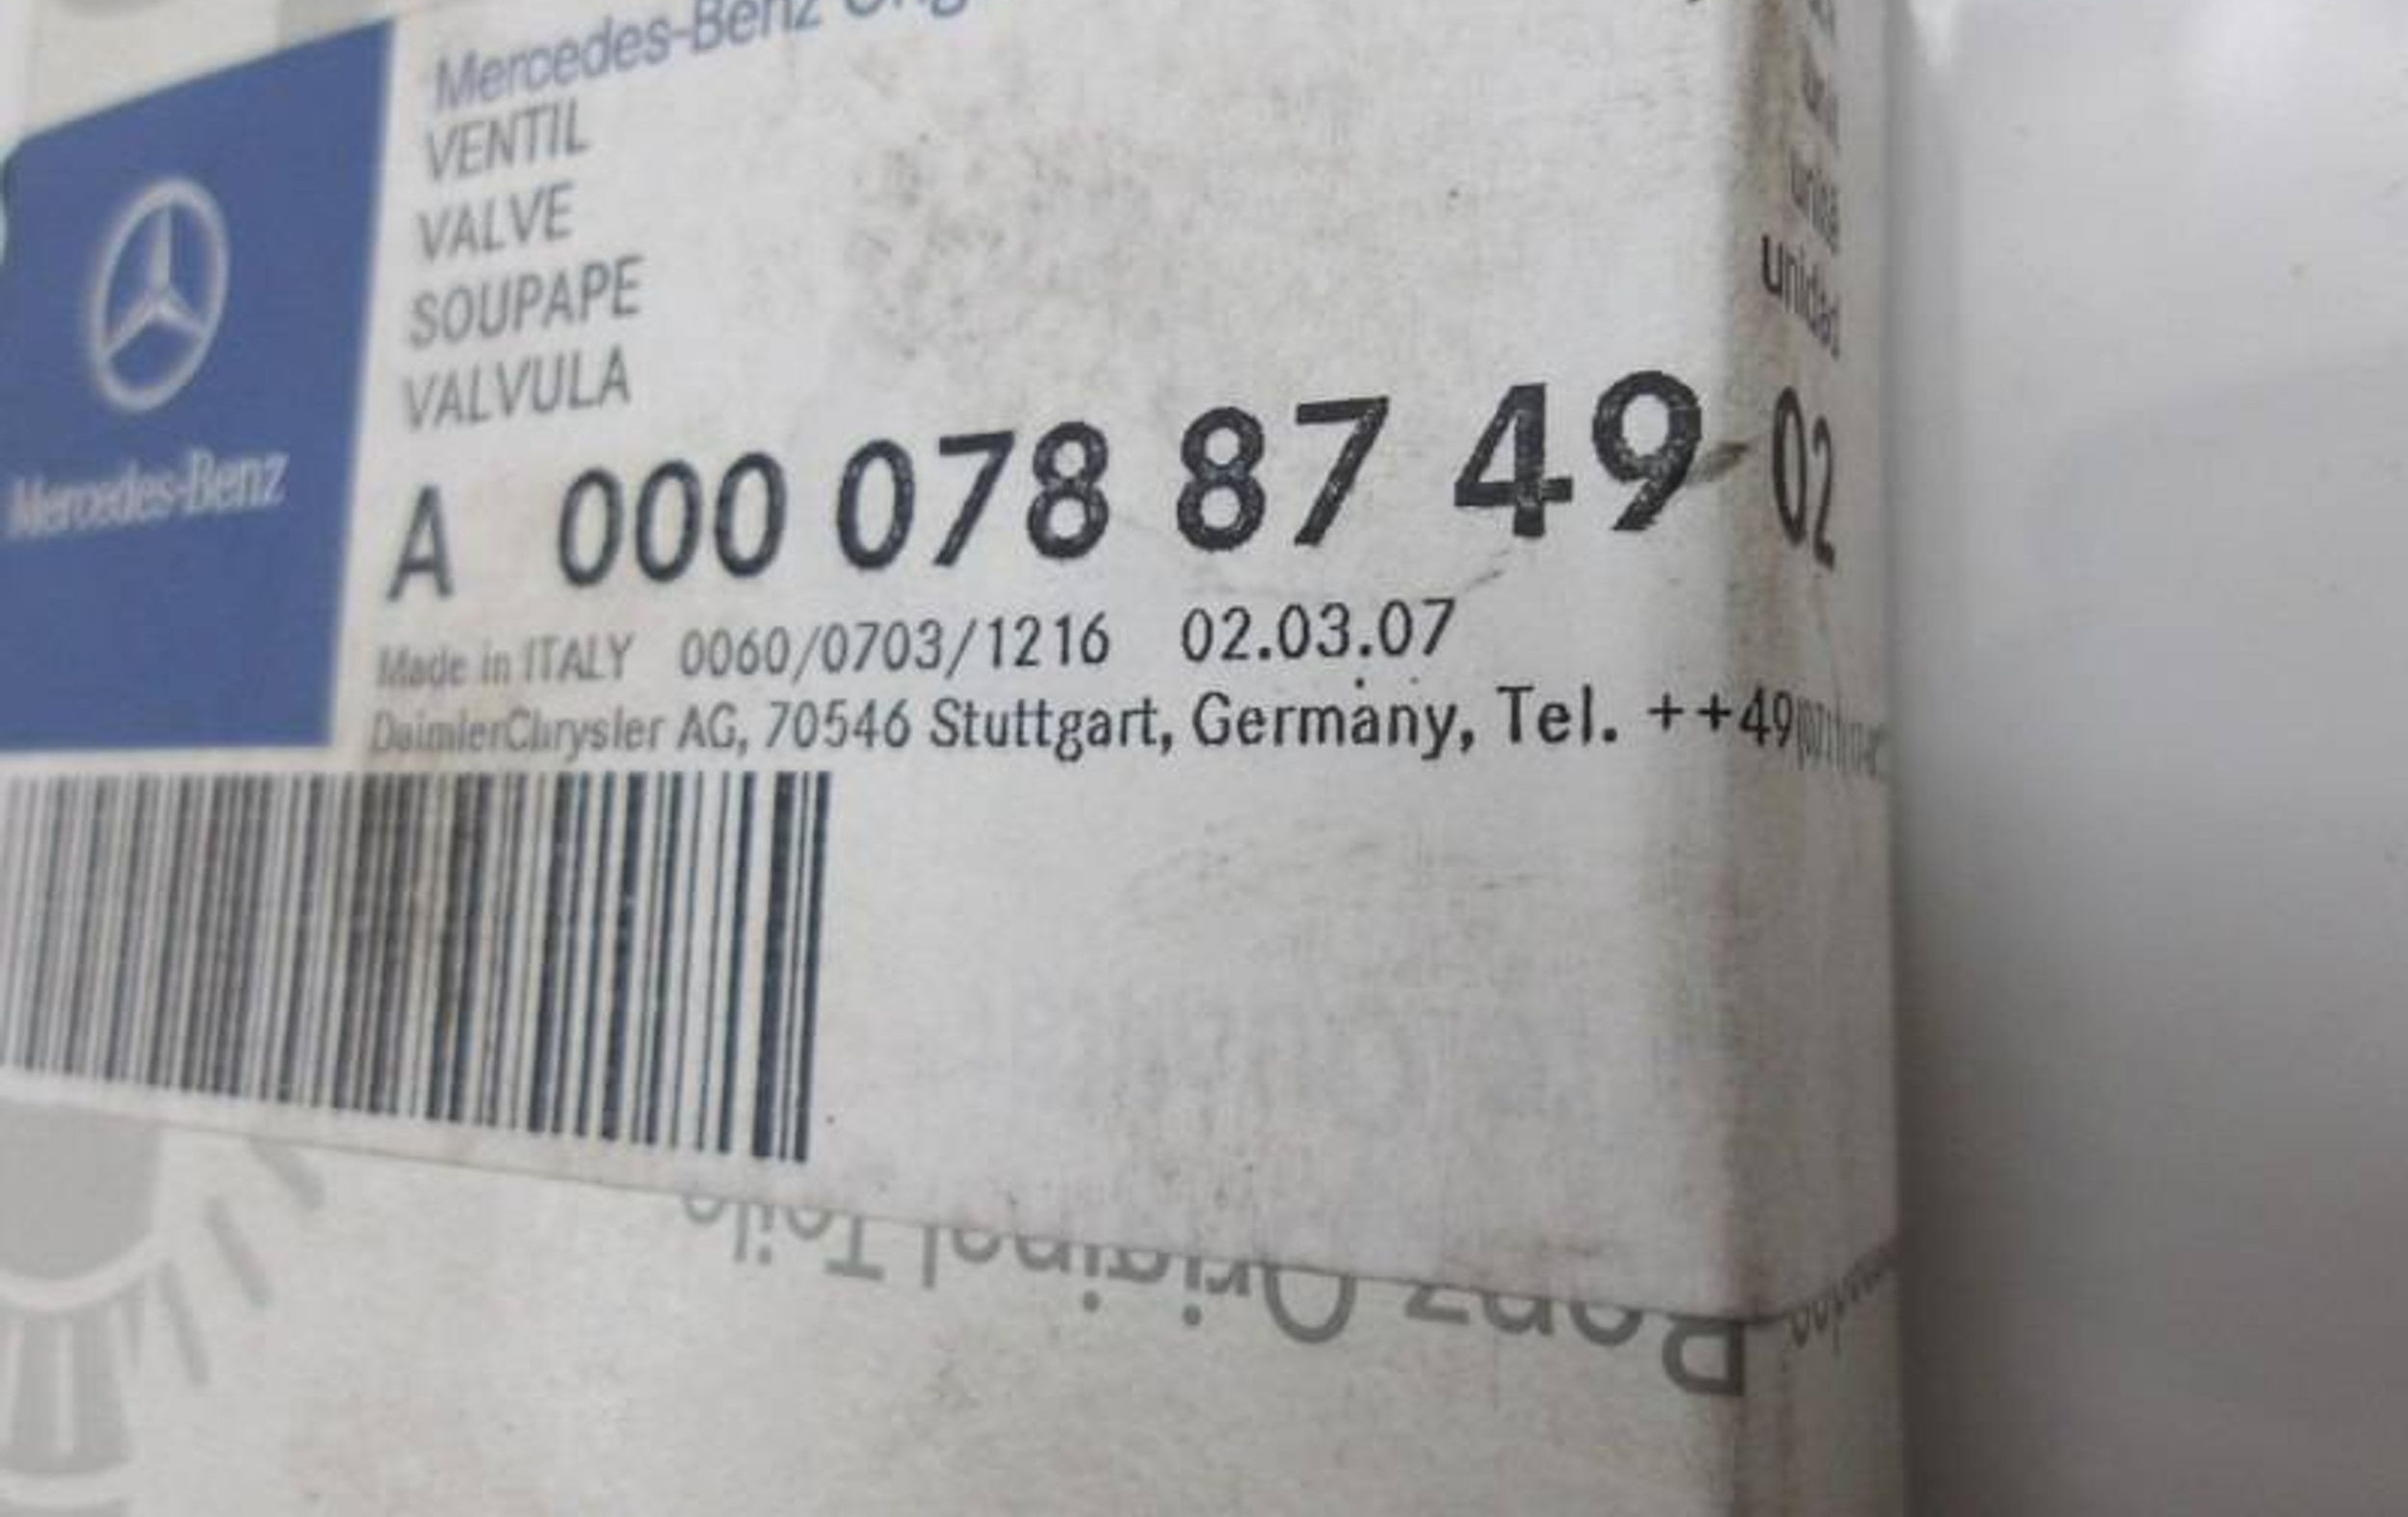 Mercedes-Benz
VENTIL
VALVE
SOUPAPE
VALVULA
unidad
A 000 078 87 49 02
Mercedes-Benz
Made in ITALY 0060/0703/1216 02.03.07
DaimlerChrysler AG, 70546 Stuttgart, Germany, Tel. ++49
Benz Original Teile